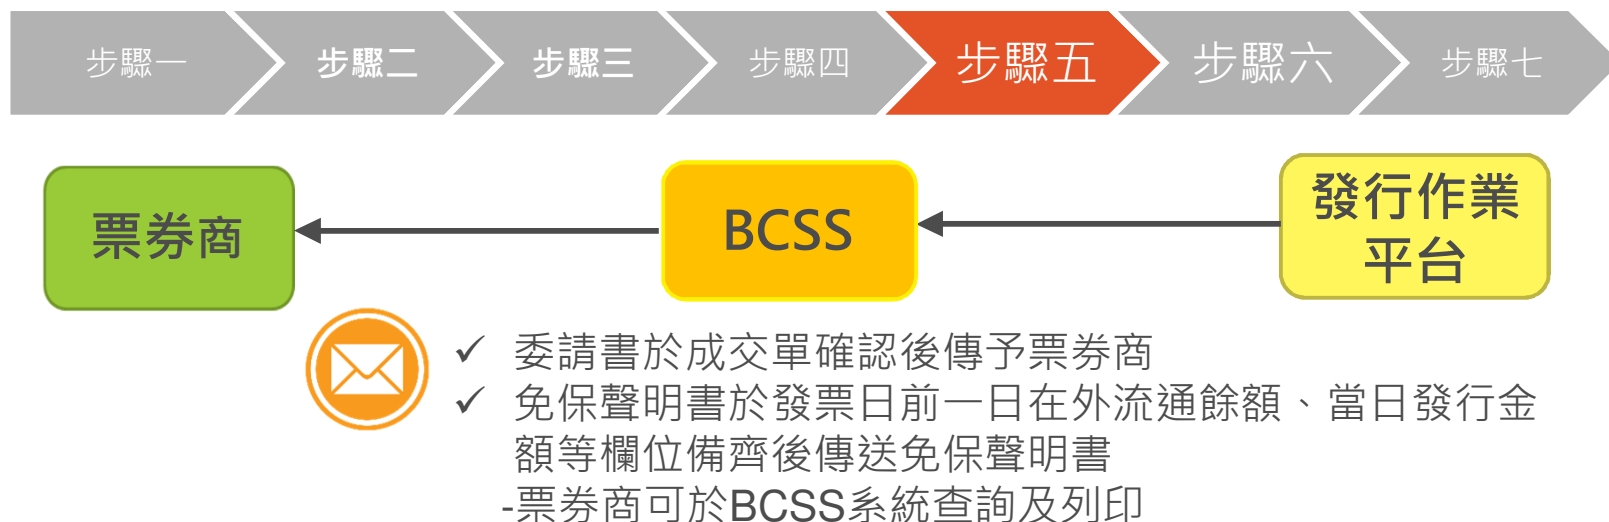 步驟一
步驟二
步驟三
步驟四
步驟五
步驟六
步驟七
票券商
BCSS
發行作業
平台
✓ 委請書於成交單確認後傳予票券商
✓ 免保聲明書於發票日前一日在外流通餘額、當日發行金
額等欄位備齊後傳送免保聲明書
-票券商可於BCSS系統查詢及列印